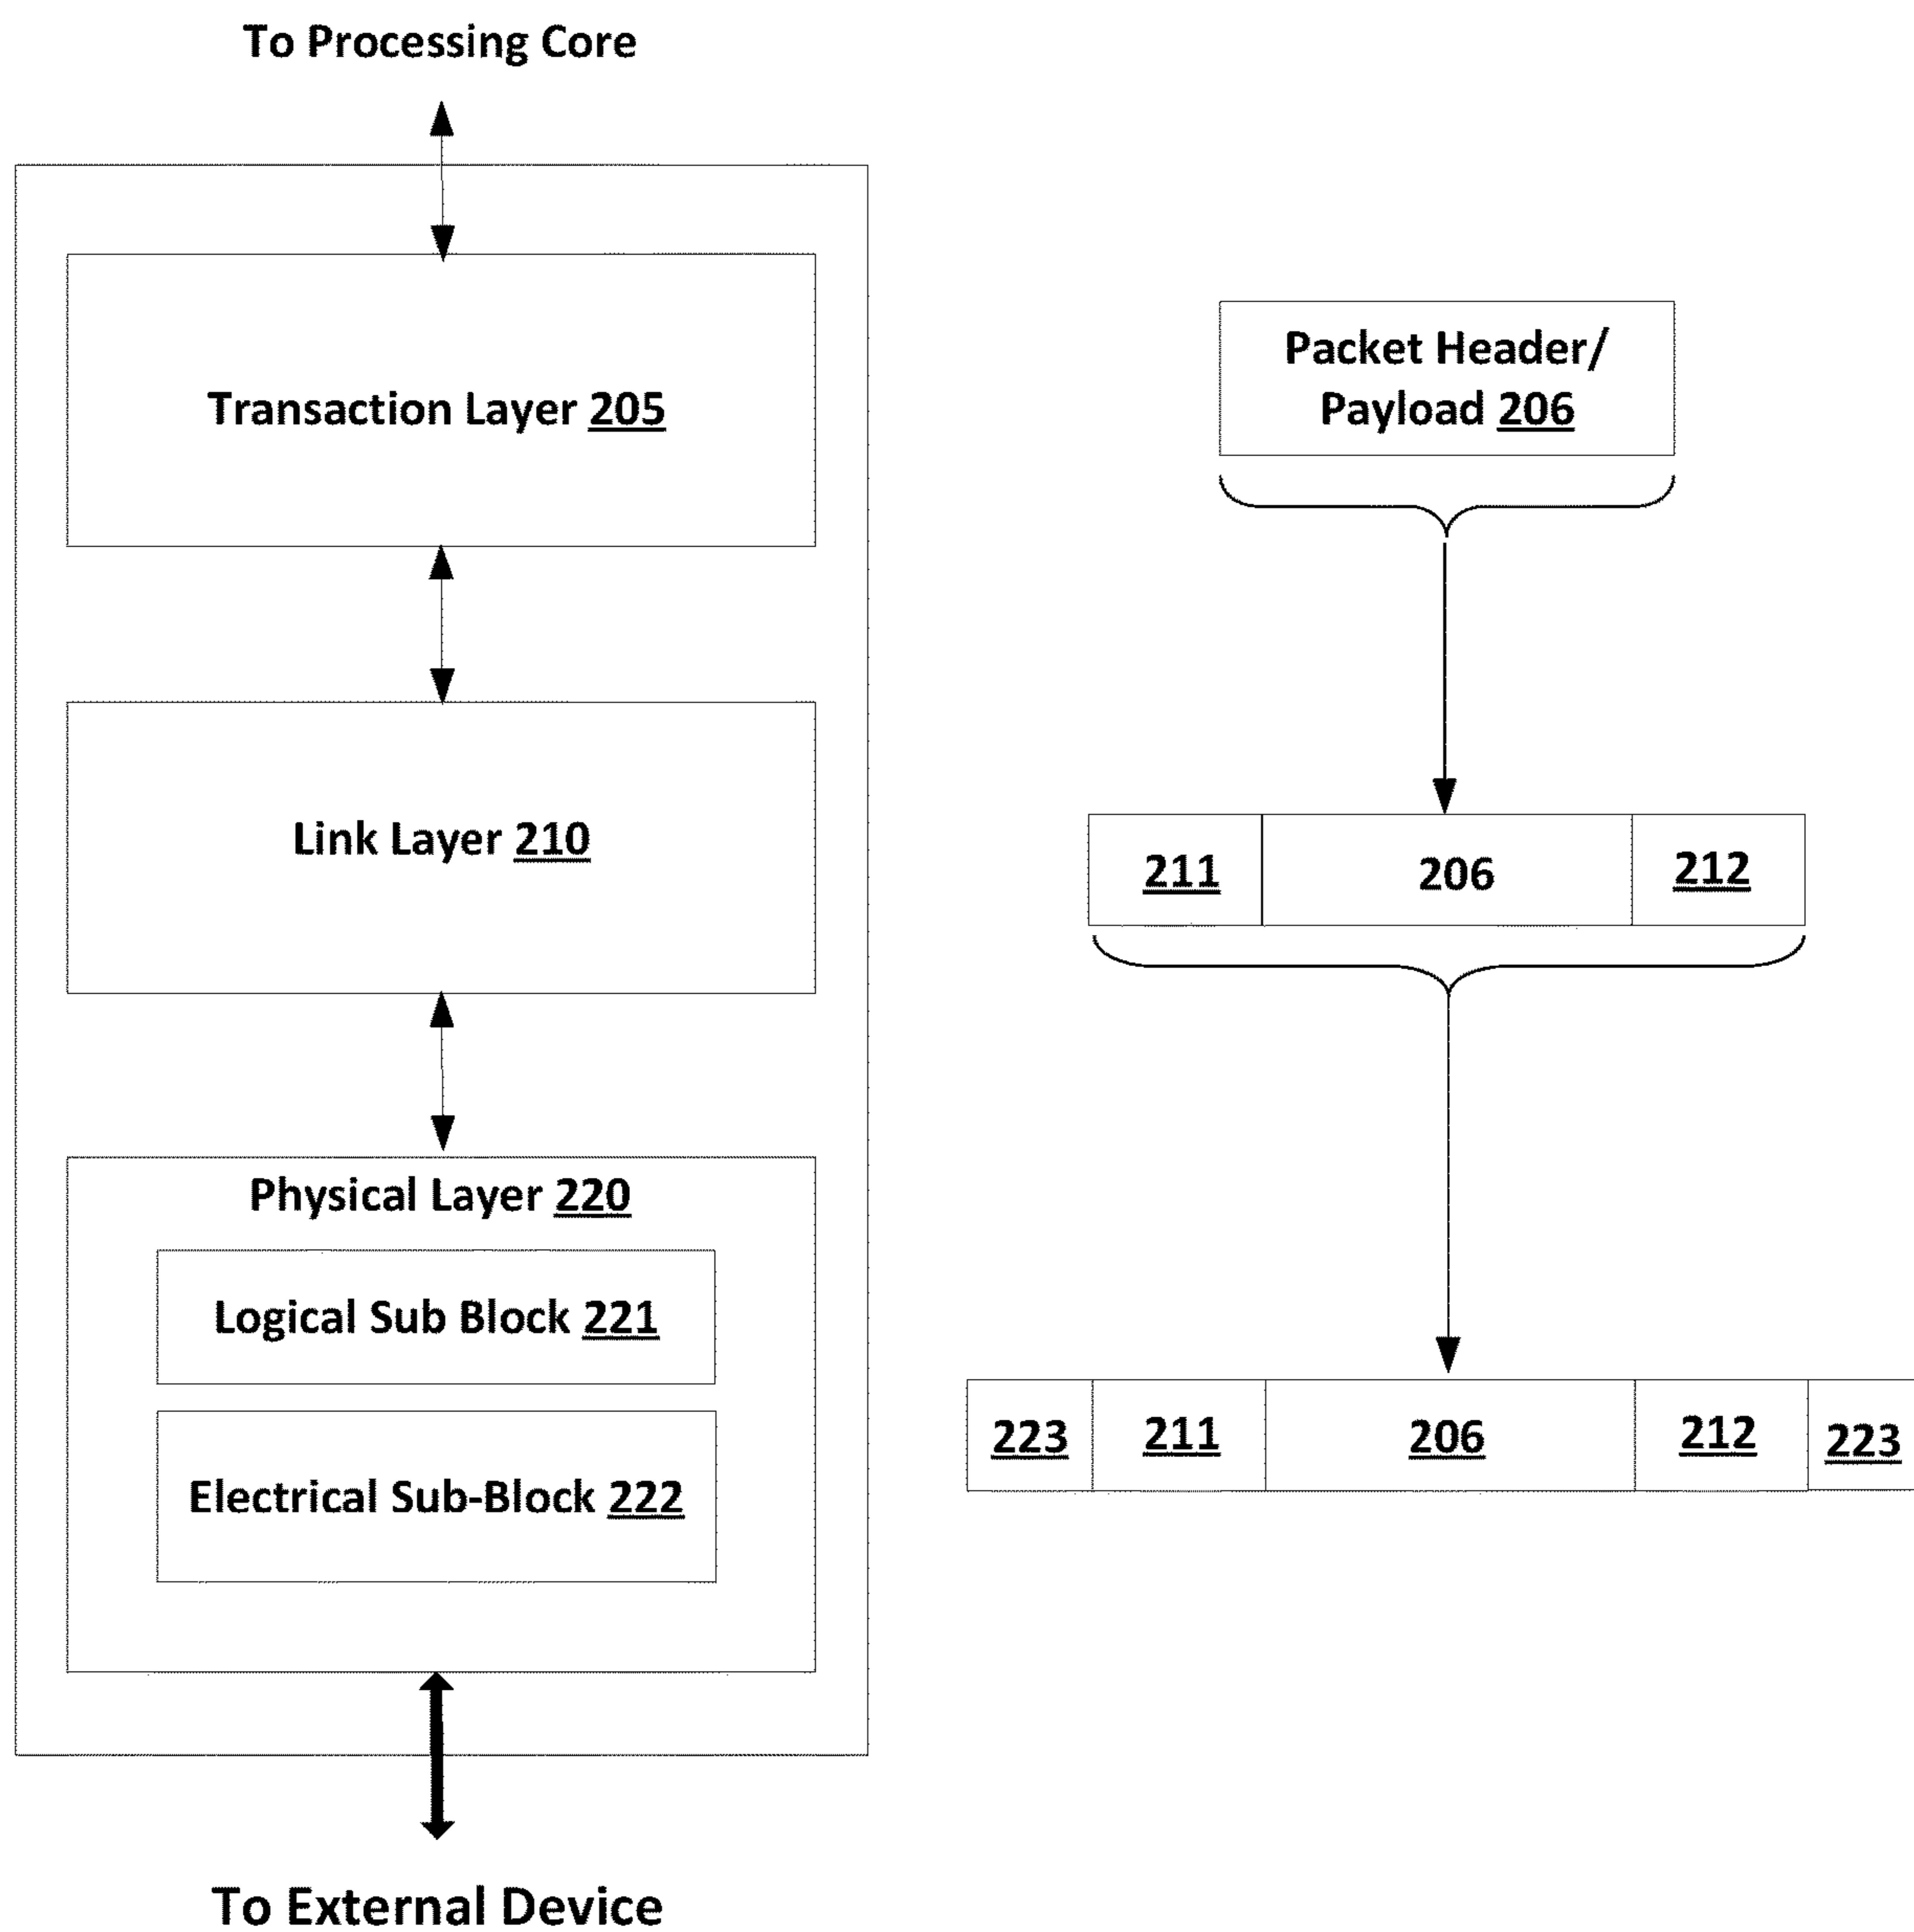 To Processing Core
Transaction Layer 205
Packet Header/
Payload 206
Link Layer 210
211 206 212
Physical Layer 220
Logical Sub Block 221
Electrical Sub-Block 222
223 211 206 212 223
To External Device